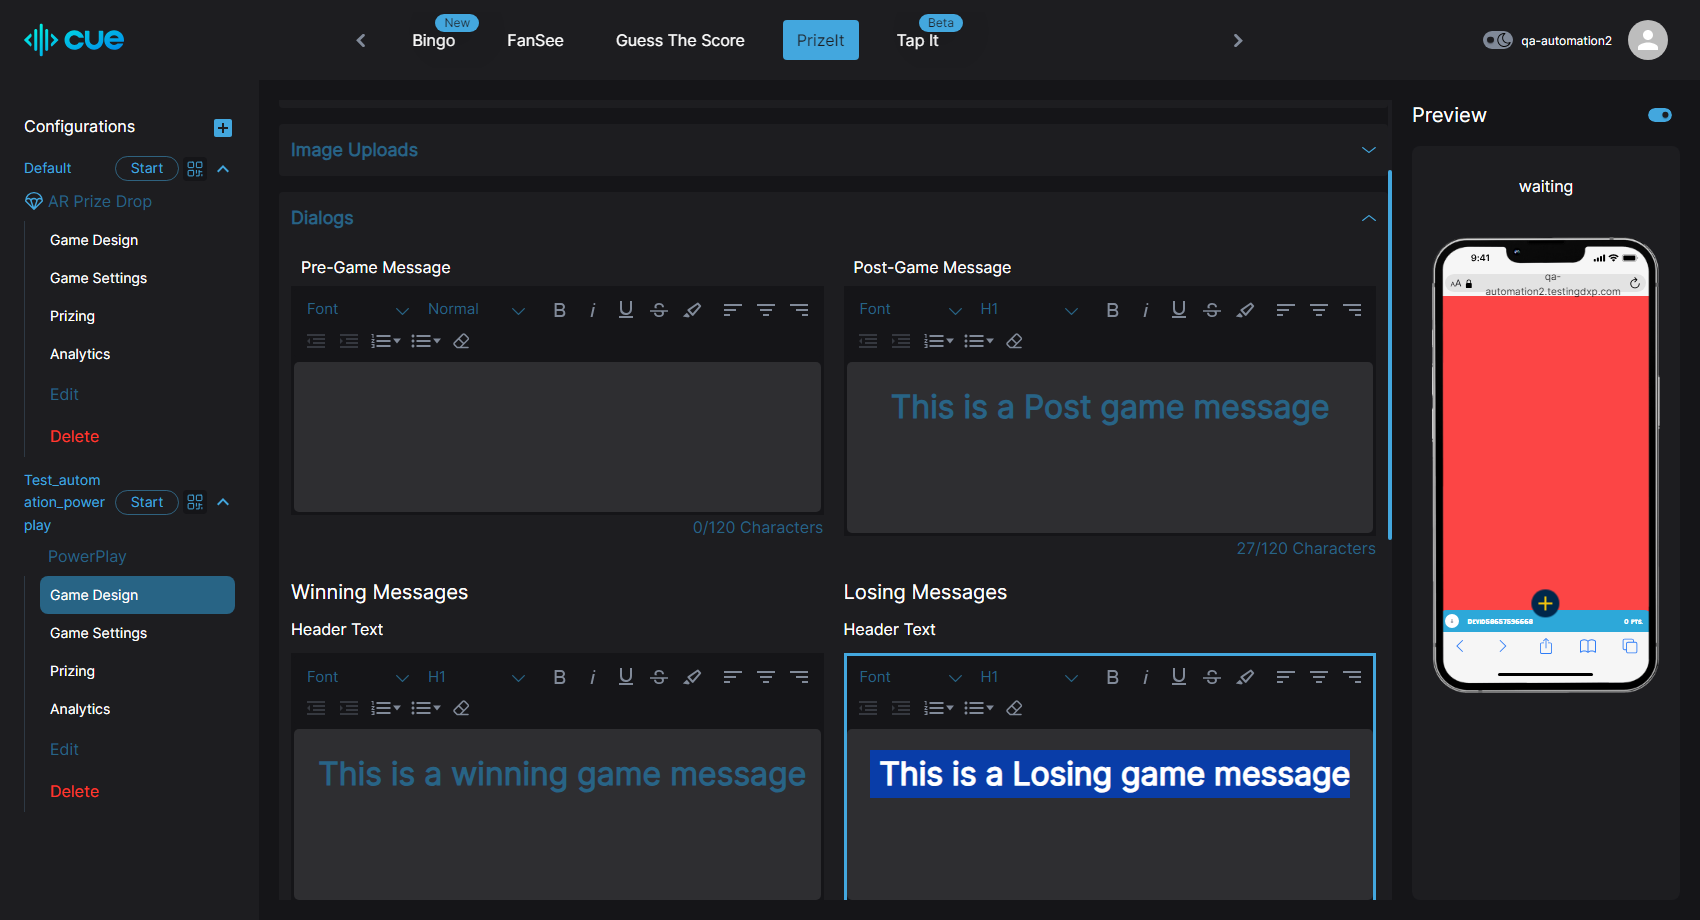 cue
New
Bingo
FanSee
Guess The Score
PrizeIt
Beta
Tap It
qa-automation2
Configurations
Default
Start
AR Prize Drop
Game Design
Game Settings
Prizing
Analytics
Edit
Delete
Test_autom
ation_power
play
Start
PowerPlay
Game Design
Game Settings
Prizing
Analytics
Edit
Delete
Image Uploads
Dialogs
Pre-Game Message
Font Normal
0/120 Characters
Post-Game Message
Font H1
This is a Post game message
27/120 Characters
Winning Messages
Header Text
Font H1
This is a winning game message
Losing Messages
Header Text
Font H1
This is a Losing game message
Preview
waiting
9:41
AA
qa-
automation2.testingdxp.com
0 PTS.